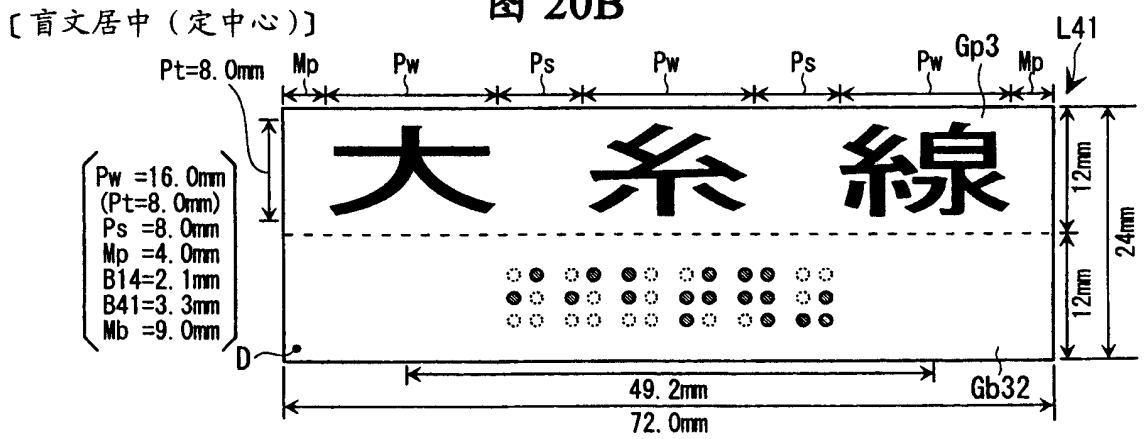 图 20B
[盲文居中（定中心）]
L41
Mp Pw Ps Pw Ps Pw Gp3 Mp
Pt=8.0mm
大糸線
Pw =16.0mm
(Pt=8.0mm)
Ps =8.0mm
Mp =4.0mm
B14=2.1mm
B41=3.3mm
Mb =9.0mm
12mm
12mm
24mm
D
Gb32
49.2mm
72.0mm